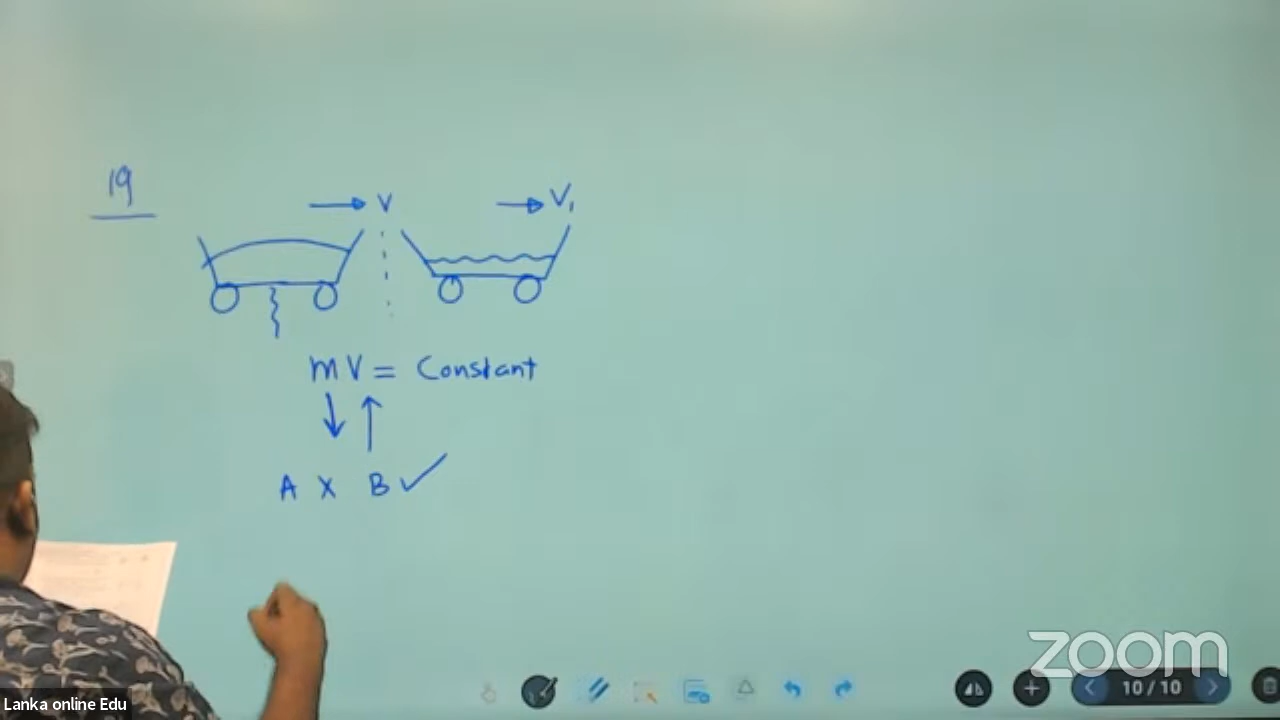 19
V V₁
mV = Constant
↓ ↑
A X B ✓
zoom
10 / 10
Lanka online Edu